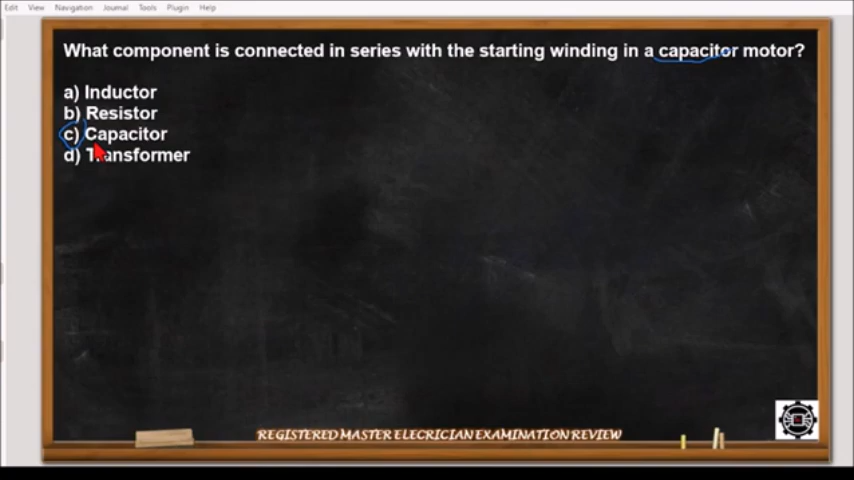 Edit View Navigation Journal Tools Plugin Help
What component is connected in series with the starting winding in a capacitor motor?
a) Inductor
b) Resistor
c) Capacitor
d) Transformer
REGISTERED MASTER ELECRICIAN EXAMINATION REVIEW